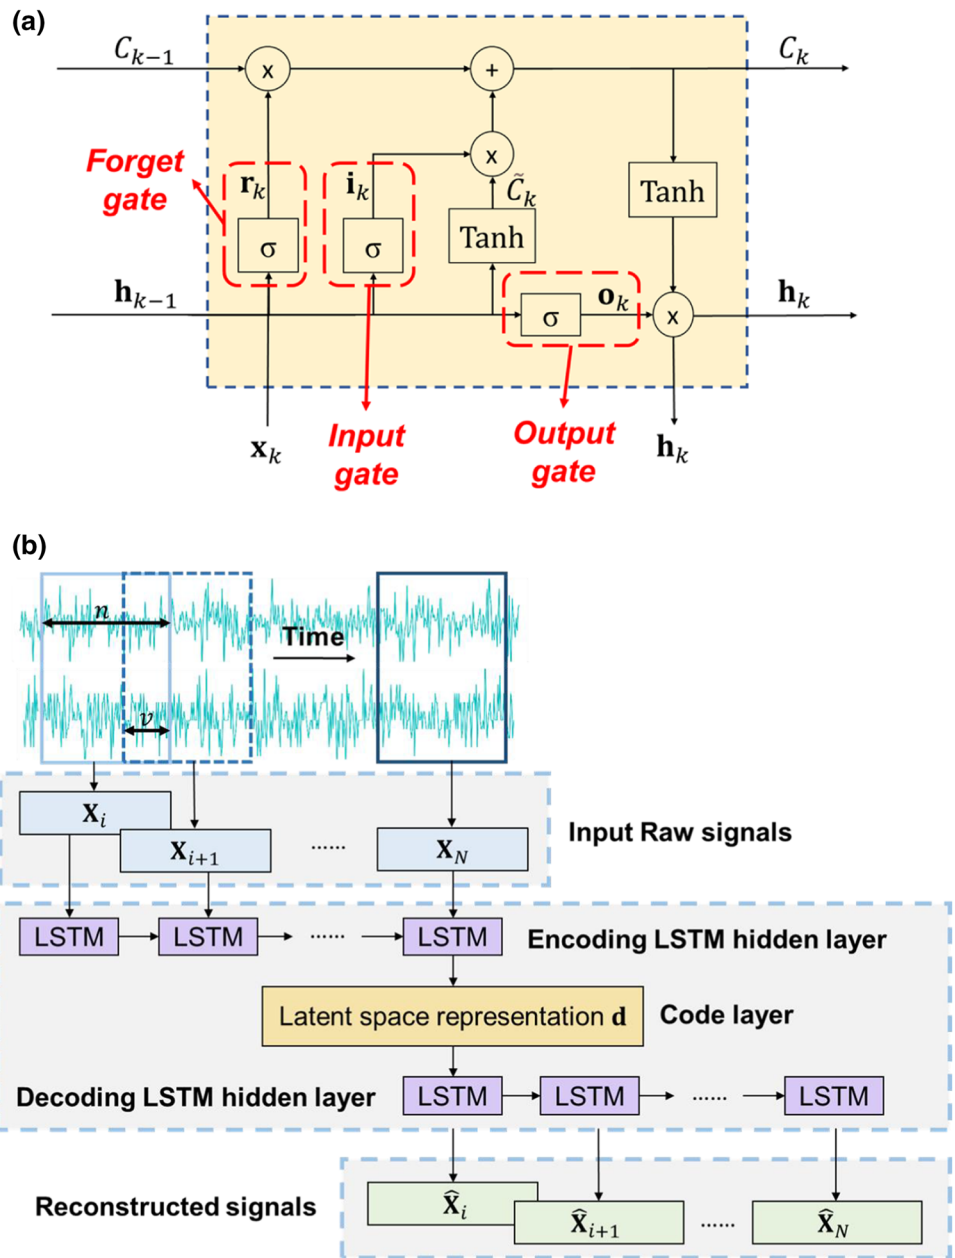 (a)
C_{k-1}
C_k
x
+
Forget
gate
r_k
i_k
x
C̃_k
Tanh
σ
σ
Tanh
h_{k-1}
σ
o_k
x
h_k
x_k
Input
gate
Output
gate
h_k
(b)
n
Time
v
X_i
X_{i+1}
......
X_N
Input Raw signals
LSTM
LSTM
......
LSTM
Encoding LSTM hidden layer
Latent space representation d
Code layer
Decoding LSTM hidden layer
LSTM
LSTM
......
LSTM
Reconstructed signals
X̂_i
X̂_{i+1}
......
X̂_N